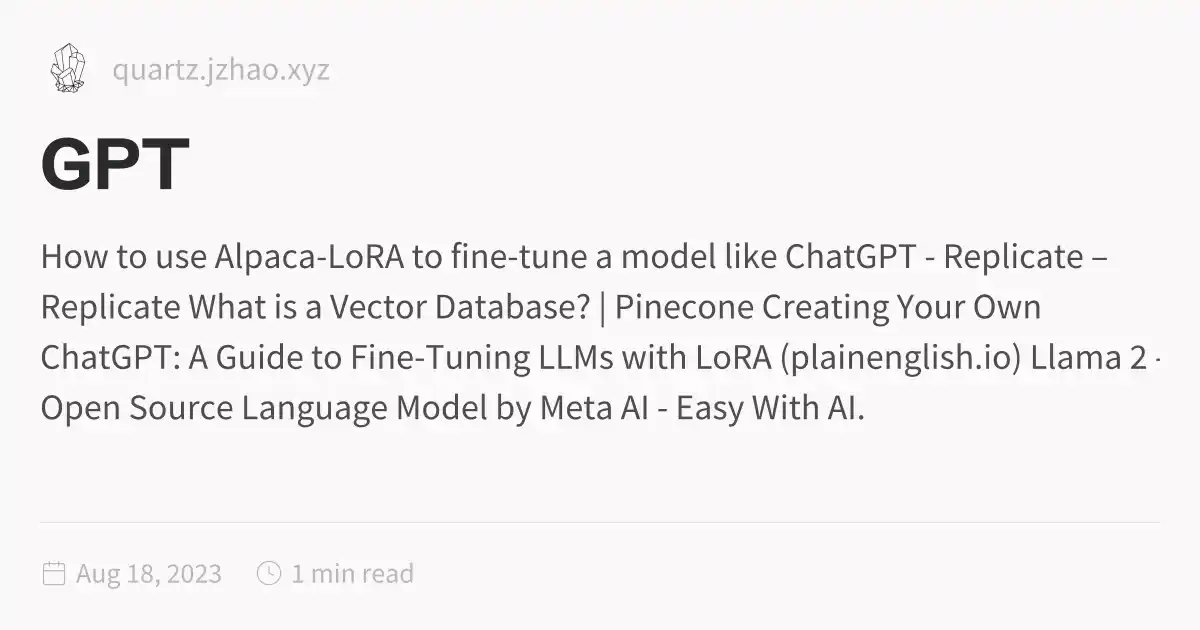 quartz.jzhao.xyz
GPT
How to use Alpaca-LoRA to fine-tune a model like ChatGPT - Replicate –
Replicate What is a Vector Database? | Pinecone Creating Your Own
ChatGPT: A Guide to Fine-Tuning LLMs with LoRA (plainenglish.io) Llama 2 ·
Open Source Language Model by Meta AI - Easy With AI.
Aug 18, 2023 1 min read